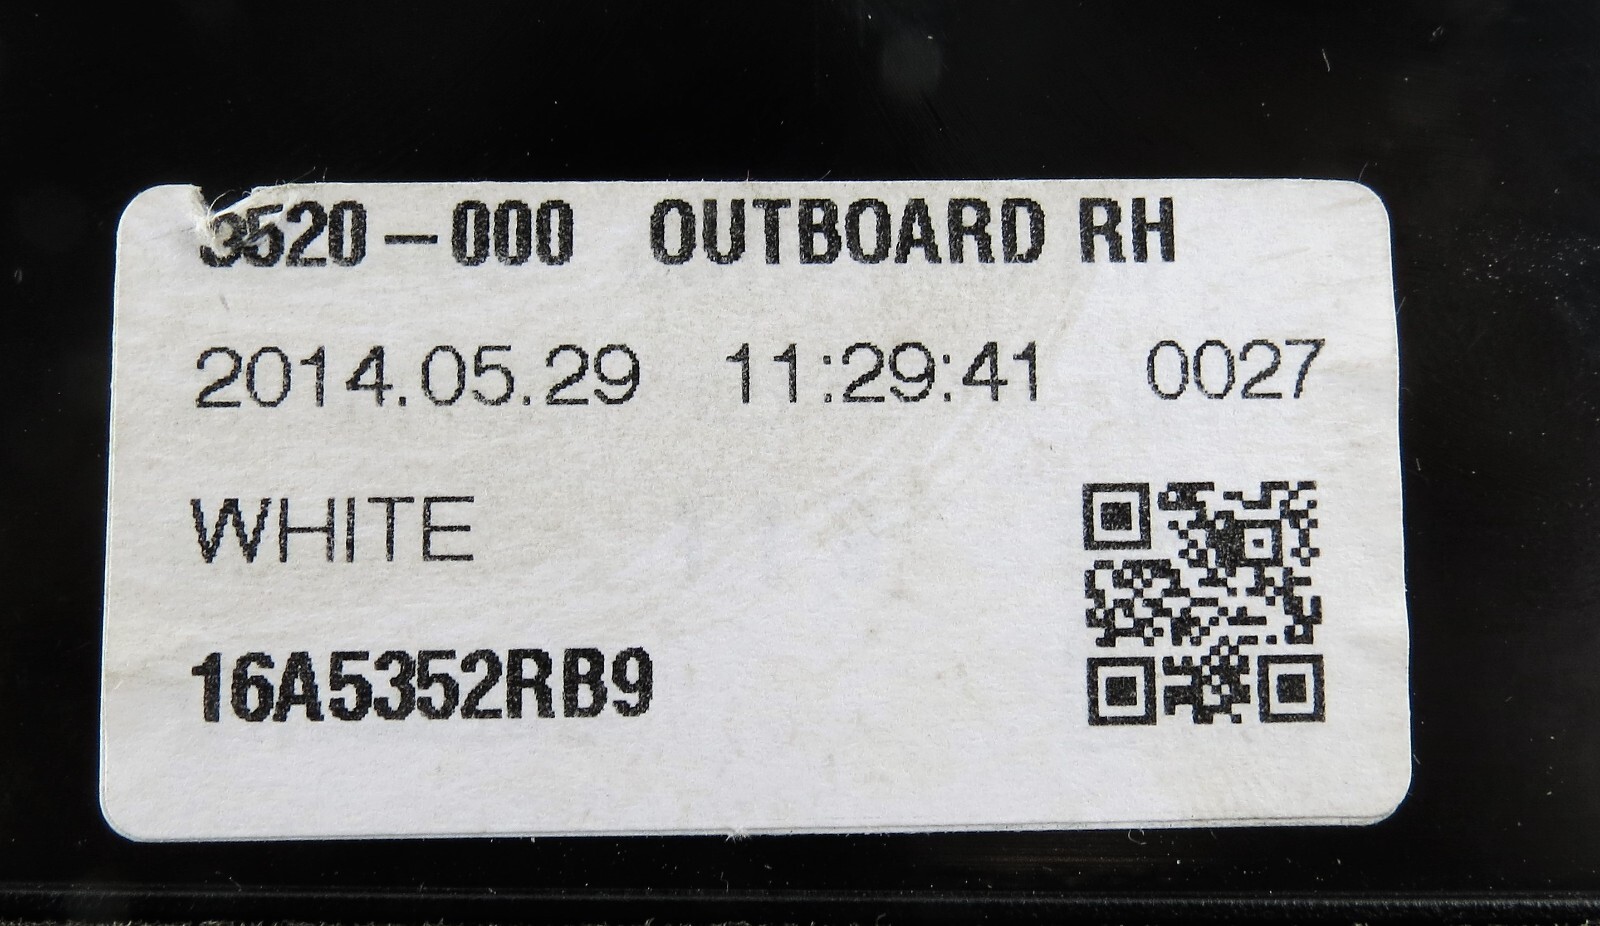 3520-000 OUTBOARD RH
2014.05.29 11:29:41 0027
WHITE
16A5352RB9